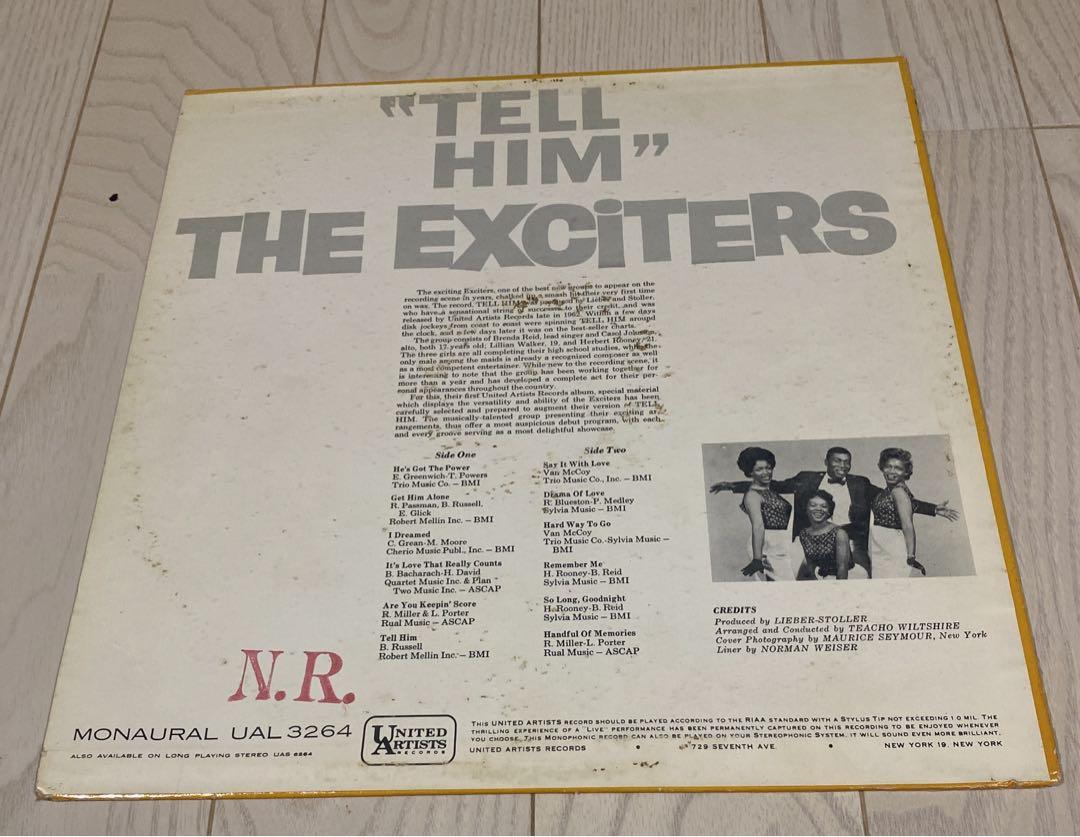 "TELL
HIM"
THE EXCiTERS
The exciting Exciters, one of the best new groups to appear on the
recording scene in years, chalked up a smash hit their very first time
on wax. The record, TELL HIM was produced by Lieber and Stoller,
who have a sensational string of successes to their credit, and was
released by United Artists Records late in 1962. Within a few days
disk jockeys from coast to coast were spinning TELL HIM around
the clock, and a few days later it was on the best-seller charts.
The group consists of Brenda Reid, lead singer and Carol Johnson,
alto, both 17 years old; Lillian Walker, 19, and Herbert Rooney, 21.
The three girls are all completing their high school studies, while the
only male among the maids is already a recognized composer as well
as a most competent entertainer. While new to the recording scene, it
is interesting to note that the group has been working together for
more than a year and has developed a complete act for their per-
sonal appearances throughout the country.
For this, their first United Artists Records album, special material
which displays the versatility and ability of the Exciters has been
carefully selected and prepared to augment their version of TELL
HIM. The musically-talented group presenting their exciting ar-
rangements, thus offer a most auspicious debut program, with each
and every groove serving as a most delightful showcase.
Side One
He's Got The Power
E. Greenwich-T. Powers
Trio Music Co. – BMI
Get Him Alone
R. Passman, B. Russell,
E. Glick
Robert Mellin Inc. – BMI
I Dreamed
C. Grean-M. Moore
Cherio Music Publ., Inc. – BMI
It's Love That Really Counts
B. Bacharach-H. David
Quartet Music Inc. & Plan
Two Music Inc. – ASCAP
Are You Keepin' Score
R. Miller & L. Porter
Rual Music – ASCAP
Tell Him
B. Russell
Robert Mellin Inc. – BMI
Side Two
Say It With Love
Van McCoy
Trio Music Co., Inc. – BMI
Drama Of Love
R. Blueston-P. Medley
Sylvia Music – BMI
Hard Way To Go
Van McCoy
Trio Music Co.-Sylvia Music –
BMI
Remember Me
H. Rooney-B. Reid
Sylvia Music – BMI
So Long, Goodnight
H. Rooney-B. Reid
Sylvia Music – BMI
Handful Of Memories
R. Miller-L. Porter
Rual Music – ASCAP
CREDITS
Produced by LIEBER-STOLLER
Arranged and Conducted by TEACHO WILTSHIRE
Cover Photography by MAURICE SEYMOUR, New York
Liner by NORMAN WEISER
N.R.
MONAURAL UAL 3264
ALSO AVAILABLE ON LONG PLAYING STEREO UAS 6264
UNITED
ARTISTS
RECORDS
THIS UNITED ARTISTS RECORD SHOULD BE PLAYED ACCORDING TO THE RIAA STANDARD WITH A STYLUS TIP NOT EXCEEDING 1.0 MIL. THE
THRILLING EXPERIENCE OF A "LIVE" PERFORMANCE HAS BEEN PERMANENTLY CAPTURED ON THIS RECORDING TO BE ENJOYED WHENEVER
YOU CHOOSE. THIS MONOPHONIC RECORD CAN ALSO BE PLAYED ON YOUR STEREOPHONIC SYSTEM. IT WILL SOUND EVEN MORE BRILLIANT.
UNITED ARTISTS RECORDS • 729 SEVENTH AVE. • NEW YORK 19, NEW YORK